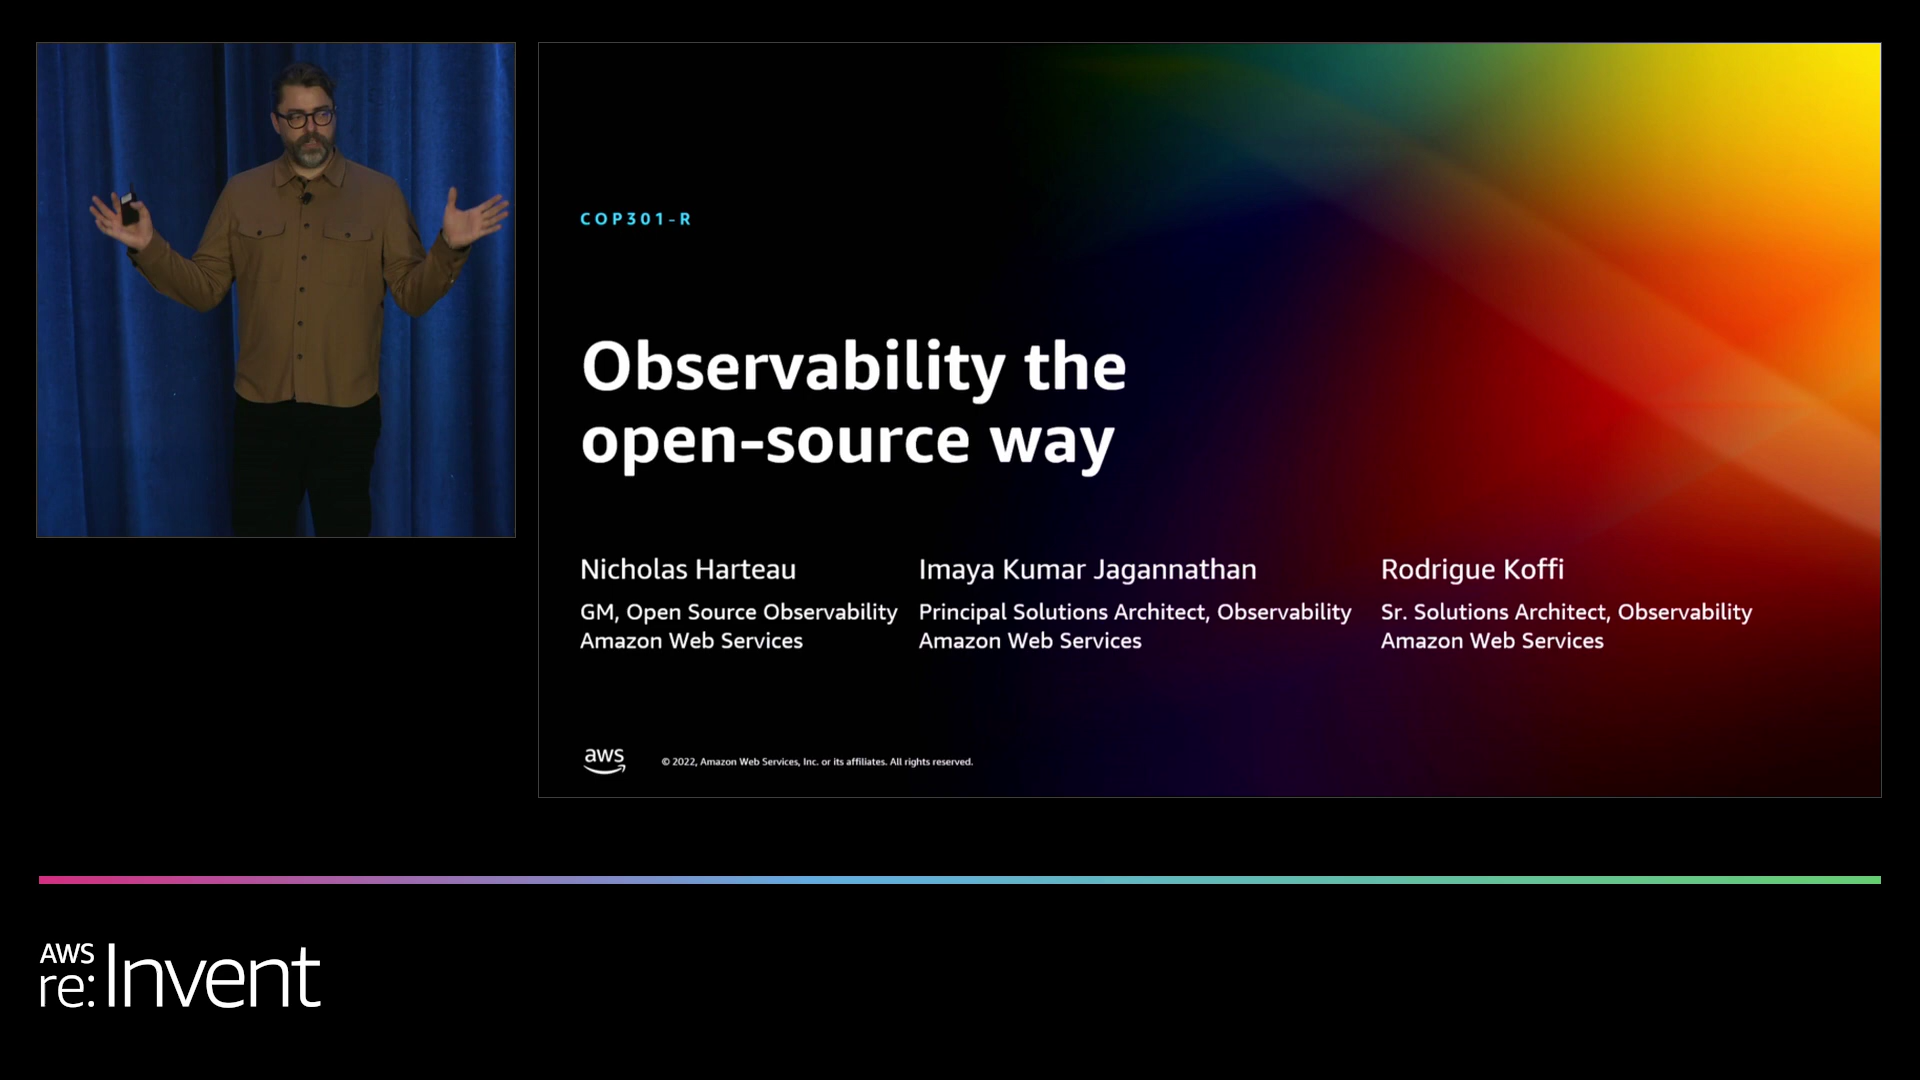 COP301-R
Observability the
open-source way
Nicholas Harteau
GM, Open Source Observability
Amazon Web Services
Imaya Kumar Jagannathan
Principal Solutions Architect, Observability
Amazon Web Services
Rodrigue Koffi
Sr. Solutions Architect, Observability
Amazon Web Services
aws
© 2022, Amazon Web Services, Inc. or its affiliates. All rights reserved.
AWS
re:Invent